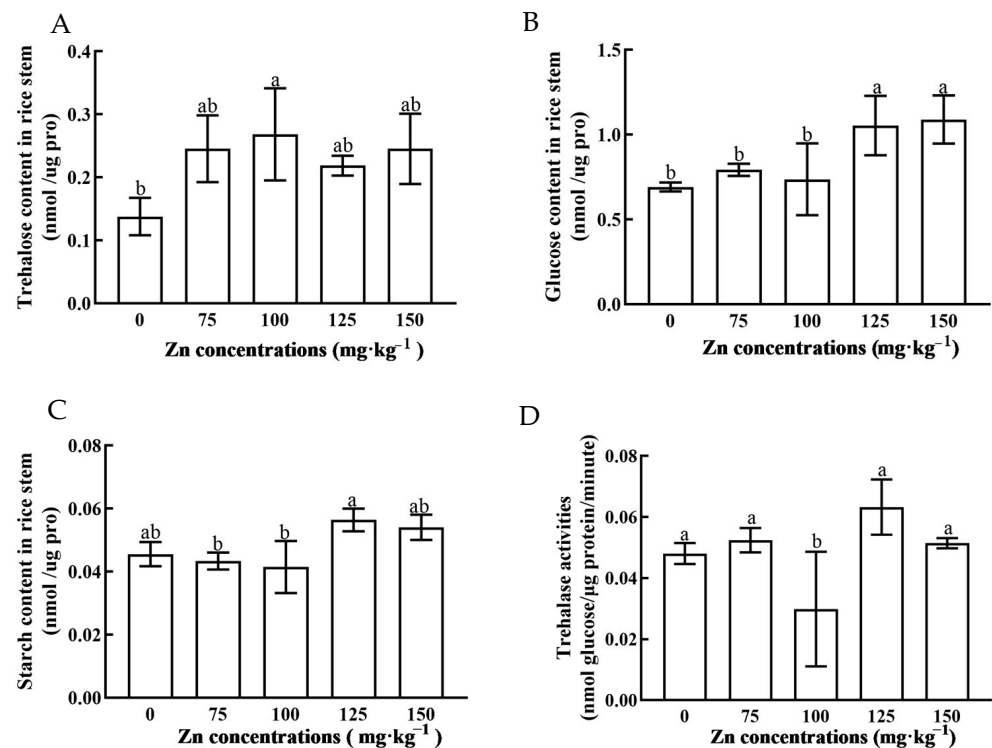 A
Trehalose content in rice stem
(nmol /ug pro)
0.4
0.3
0.2
0.1
0.0
b
ab
a
ab
ab
0
75
100
125
150
Zn concentrations (mg·kg⁻¹ )
B
Glucose content in rice stem
(nmol /ug pro)
1.5
1.0
0.5
0.0
b
b
b
a
a
0
75
100
125
150
Zn concentrations (mg·kg⁻¹)
C
Starch content in rice stem
(nmol /ug pro)
0.08
0.06
0.04
0.02
0.00
ab
b
b
a
ab
0
75
100
125
150
Zn concentrations ( mg·kg⁻¹)
D
Trehalase activities
(nmol glucose/μg protein/minute)
0.08
0.06
0.04
0.02
0.00
a
a
b
a
a
0
75
100
125
150
Zn concentrations (mg·kg⁻¹)